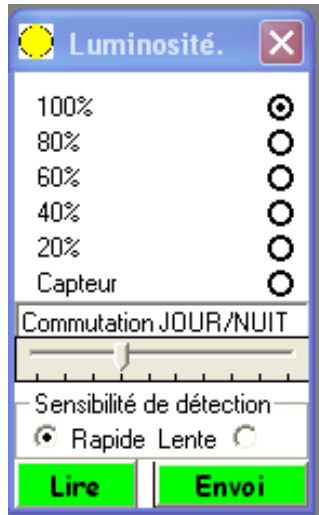 Luminosité.
100%
80%
60%
40%
20%
Capteur
Commutation JOUR/NUIT
Sensibilité de détection
Rapide Lente
Lire Envoi